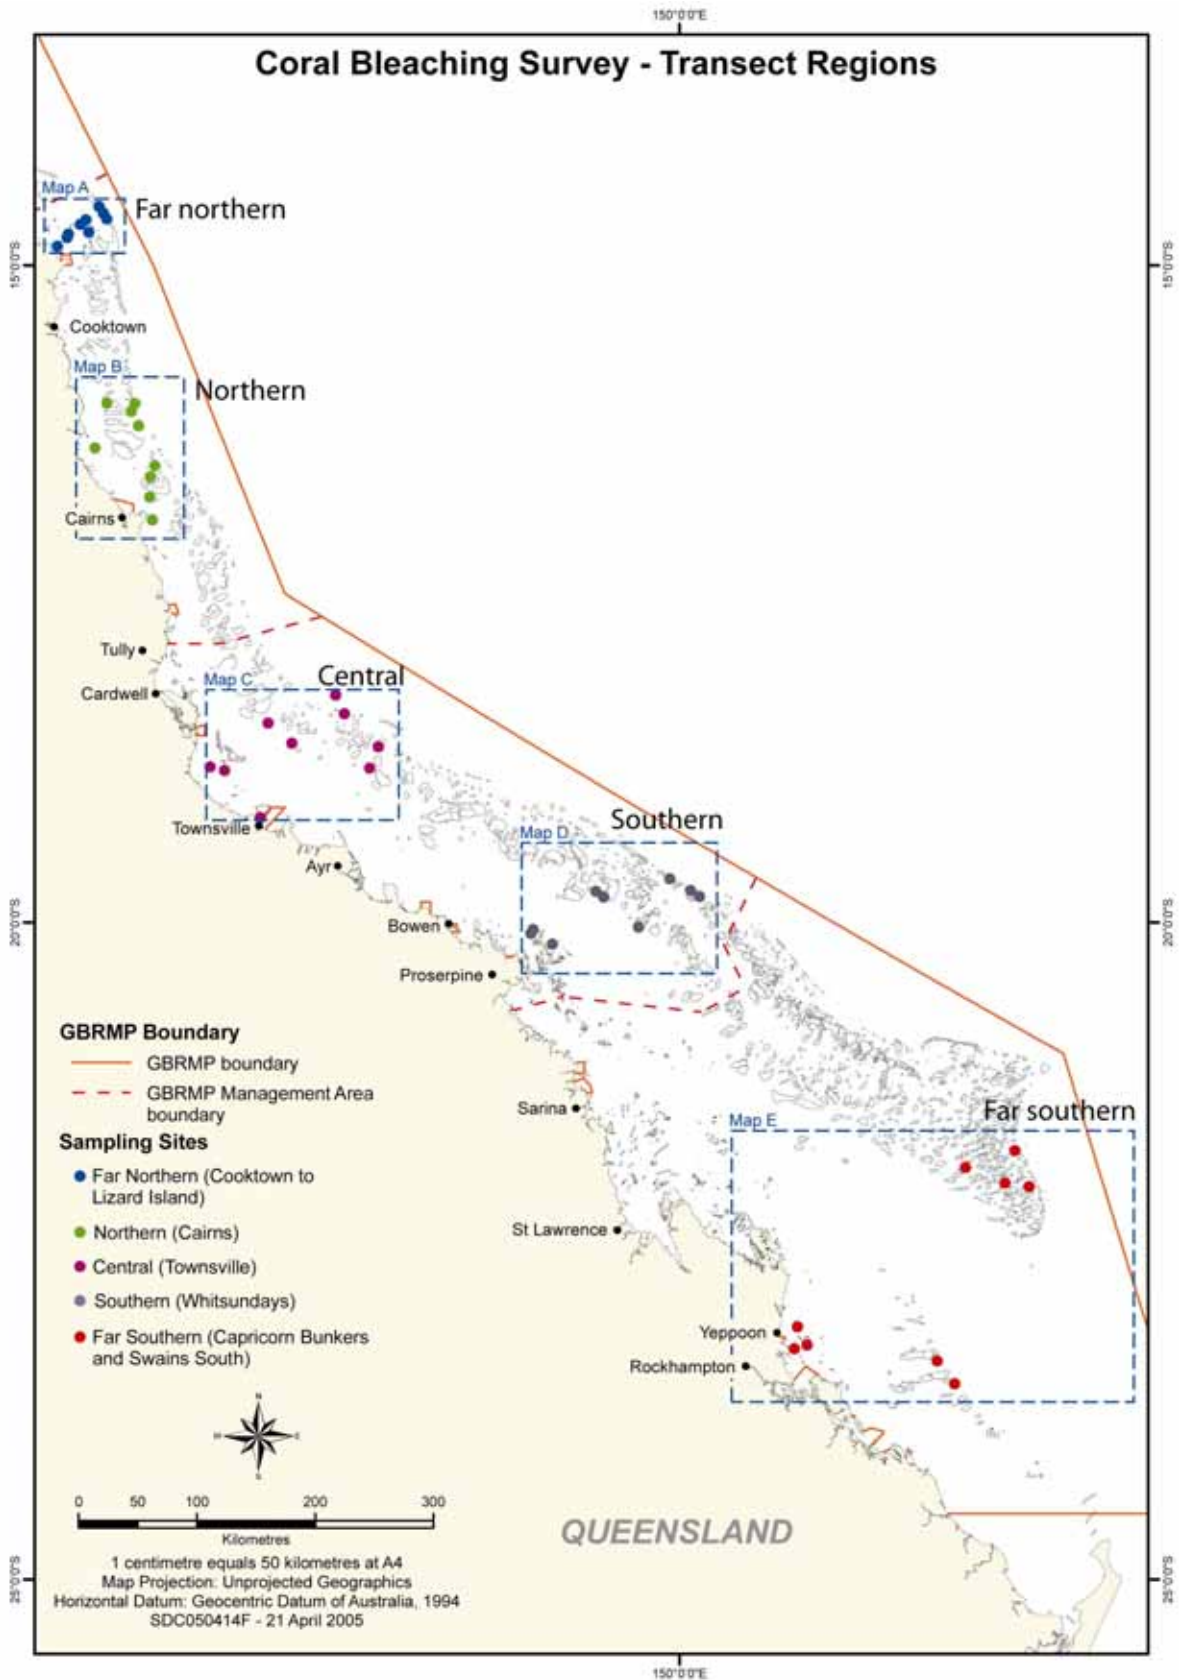 150°0'0"E
Coral Bleaching Survey - Transect Regions
Map A
Far northern
15°0'0"S
15°0'0"S
Cooktown
Map B
Northern
Cairns
Tully
Cardwell
Map C
Central
Townsville
Ayr
Map D
Southern
Bowen
20°0'0"S
20°0'0"S
Proserpine
GBRMP Boundary
GBRMP boundary
GBRMP Management Area
boundary
Sarina
Map E
Far southern
Sampling Sites
Far Northern (Cooktown to
Lizard Island)
Northern (Cairns)
Central (Townsville)
Southern (Whitsundays)
Far Southern (Capricorn Bunkers
and Swains South)
St Lawrence
Yeppoon
Rockhampton
N
W
E
S
0 50 100 200 300
Kilometres
QUEENSLAND
1 centimetre equals 50 kilometres at A4
Map Projection: Unprojected Geographics
Horizontal Datum: Geocentric Datum of Australia, 1994
SDC050414F - 21 April 2005
25°0'0"S
25°0'0"S
150°0'0"E